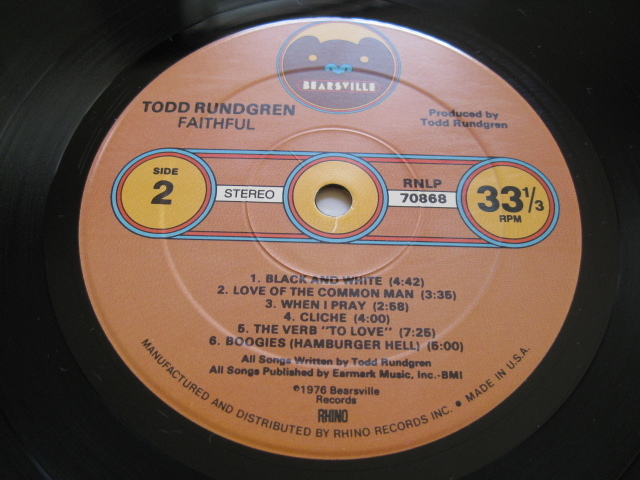 BEARSVILLE
TODD RUNDGREN
FAITHFUL
Produced by
Todd Rundgren
SIDE
2
STEREO
RNLP
70868
33 1/3
RPM
1. BLACK AND WHITE (4:42)
2. LOVE OF THE COMMON MAN (3:35)
3. WHEN I PRAY (2:58)
4. CLICHE (4:00)
5. THE VERB "TO LOVE" (7:25)
6. BOOGIES (HAMBURGER HELL) (5:00)
All Songs Written by Todd Rundgren
All Songs Published by Earmark Music, Inc.-BMI
℗1976 Bearsville
Records
RHINO
MANUFACTURED AND DISTRIBUTED BY RHINO RECORDS INC. • MADE IN U.S.A.